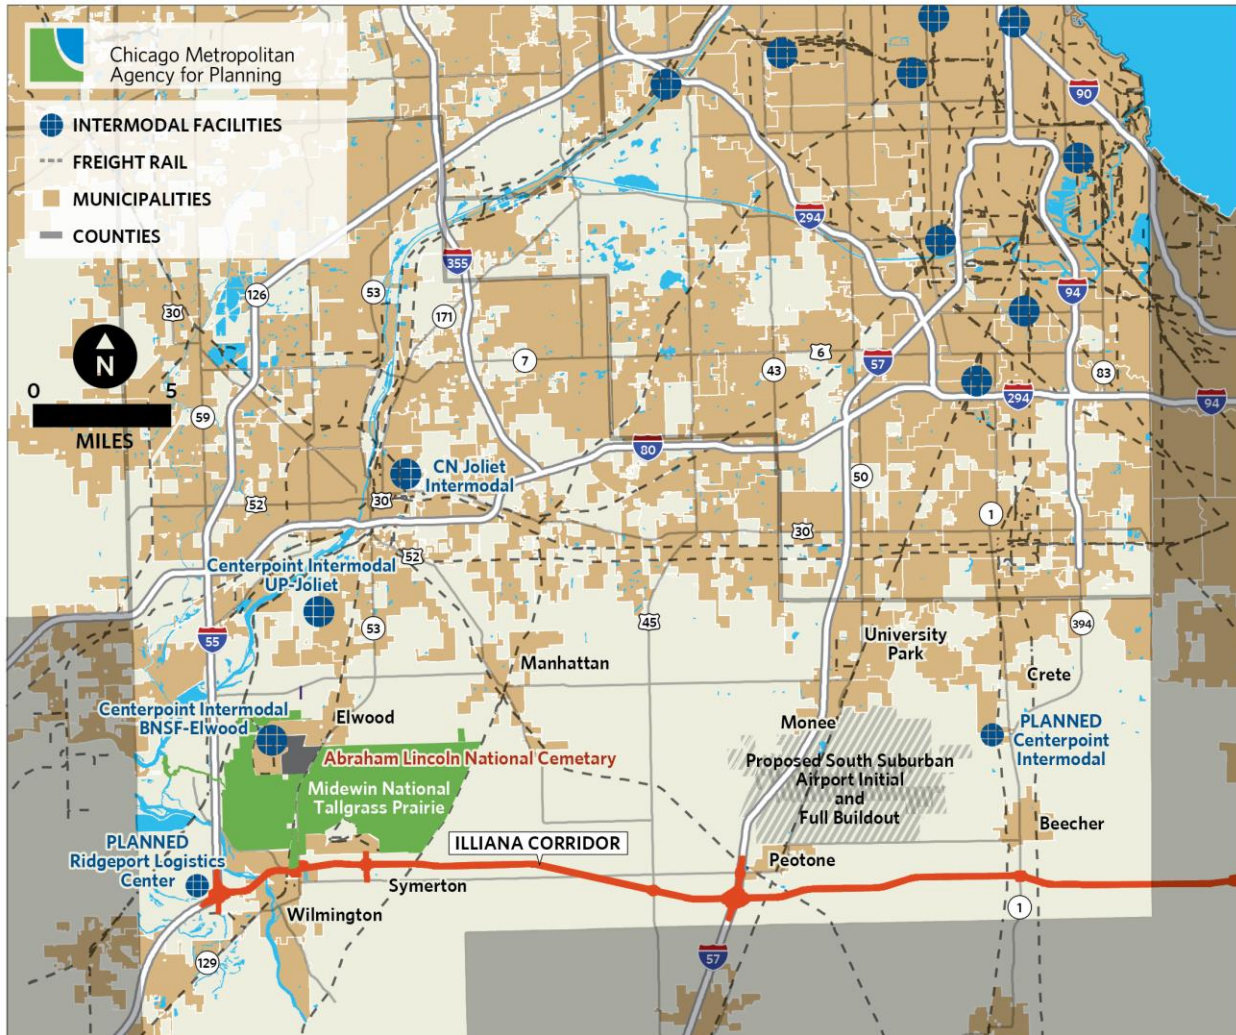 Chicago Metropolitan
Agency for Planning
INTERMODAL FACILITIES
FREIGHT RAIL
MUNICIPALITIES
COUNTIES
N
0 5
MILES
90
294
355
126
53
30
171
94
7
6
43
57
83
59
294
94
80
CN Joliet
Intermodal
30
52
50
1
30
52
Centerpoint Intermodal
UP-Joliet
53
45
55
394
University
Park
Manhattan
Crete
Centerpoint Intermodal
BNSF-Elwood
Elwood
Monee
PLANNED
Centerpoint
Intermodal
Abraham Lincoln National Cemetary
Proposed South Suburban
Airport Initial
and
Full Buildout
Midewin National
Tallgrass Prairie
Beecher
PLANNED
Ridgeport Logistics
Center
ILLIANA CORRIDOR
Peotone
Symerton
Wilmington
1
129
57